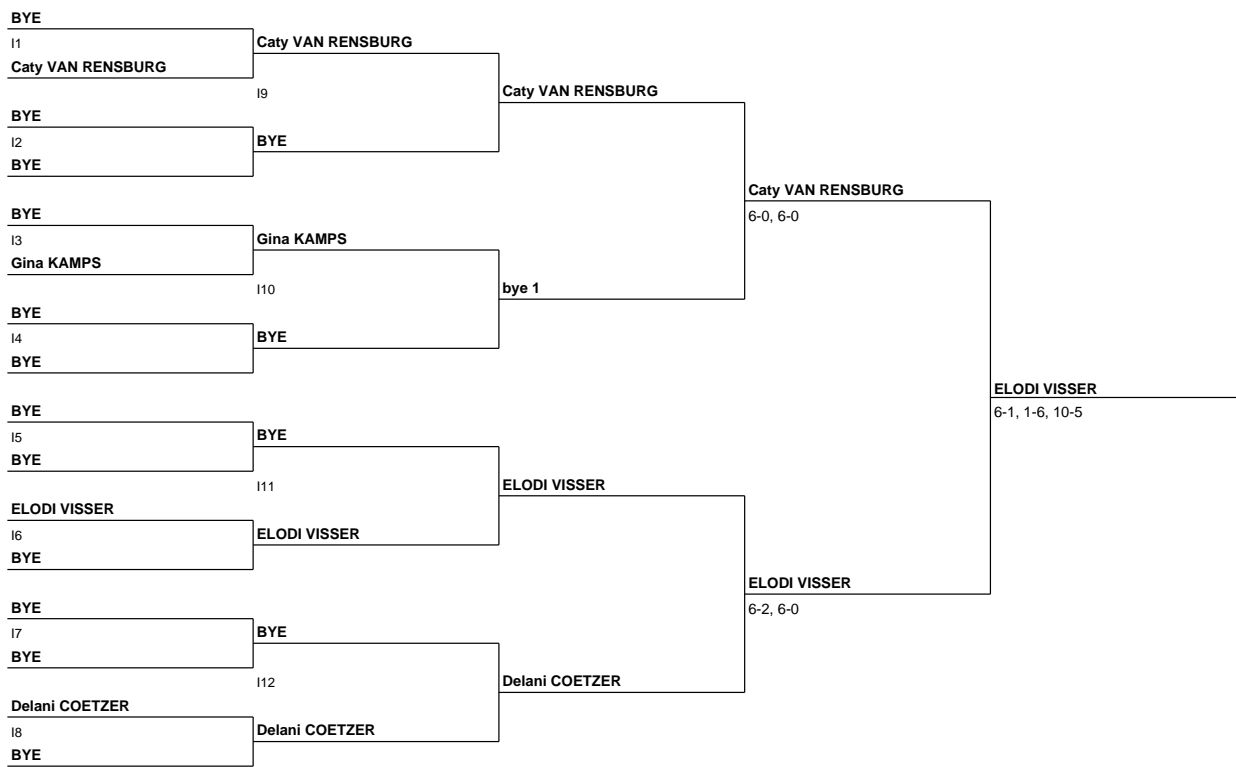 BYE
I1
Caty VAN RENSBURG
Caty VAN RENSBURG
I9
Caty VAN RENSBURG
BYE
I2
BYE
BYE
Caty VAN RENSBURG
6-0, 6-0
BYE
I3
Gina KAMPS
Gina KAMPS
I10
bye 1
BYE
I4
BYE
BYE
ELODI VISSER
6-1, 1-6, 10-5
BYE
I5
BYE
BYE
I11
ELODI VISSER
ELODI VISSER
I6
BYE
ELODI VISSER
ELODI VISSER
6-2, 6-0
BYE
I7
BYE
BYE
I12
Delani COETZER
Delani COETZER
I8
BYE
Delani COETZER